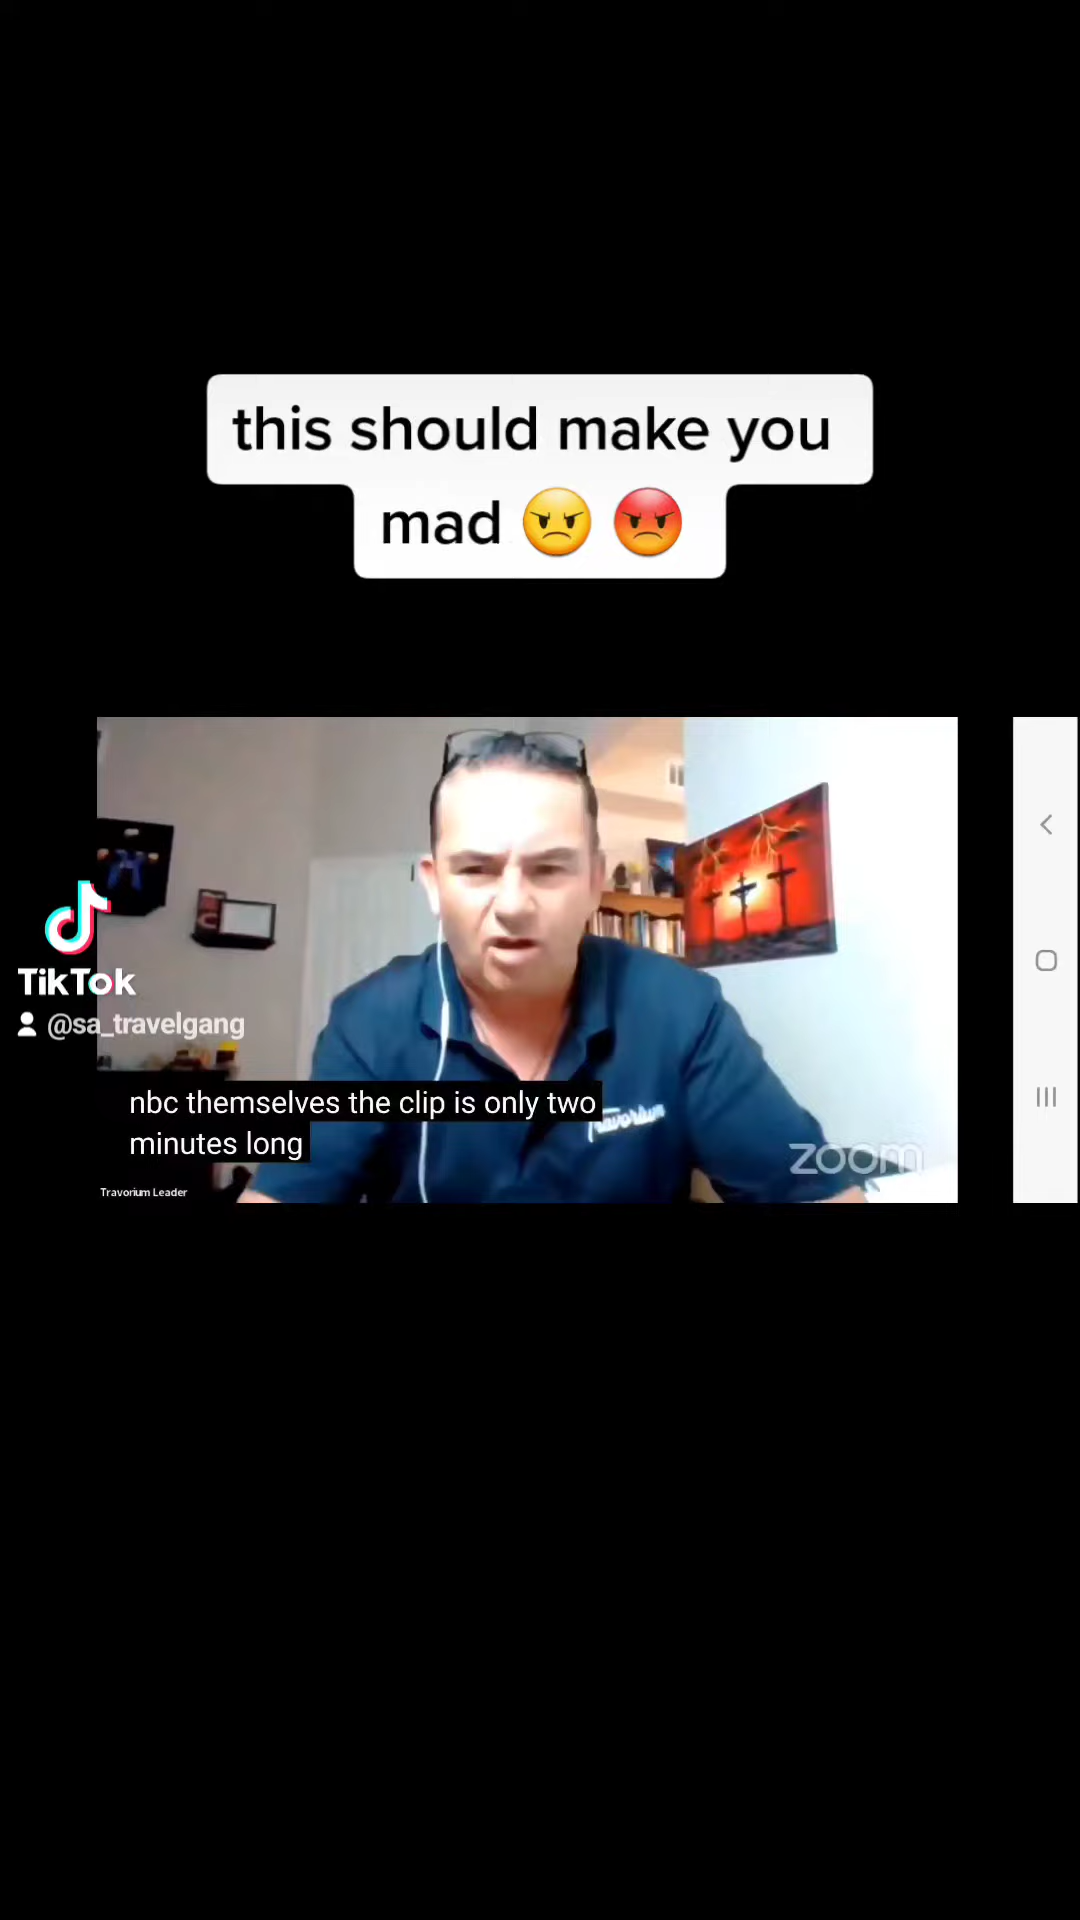 this should make you
mad 😠 😡
TikTok
@sa_travelgang
nbc themselves the clip is only two
minutes long
Travorium
zoom
Travorium Leader